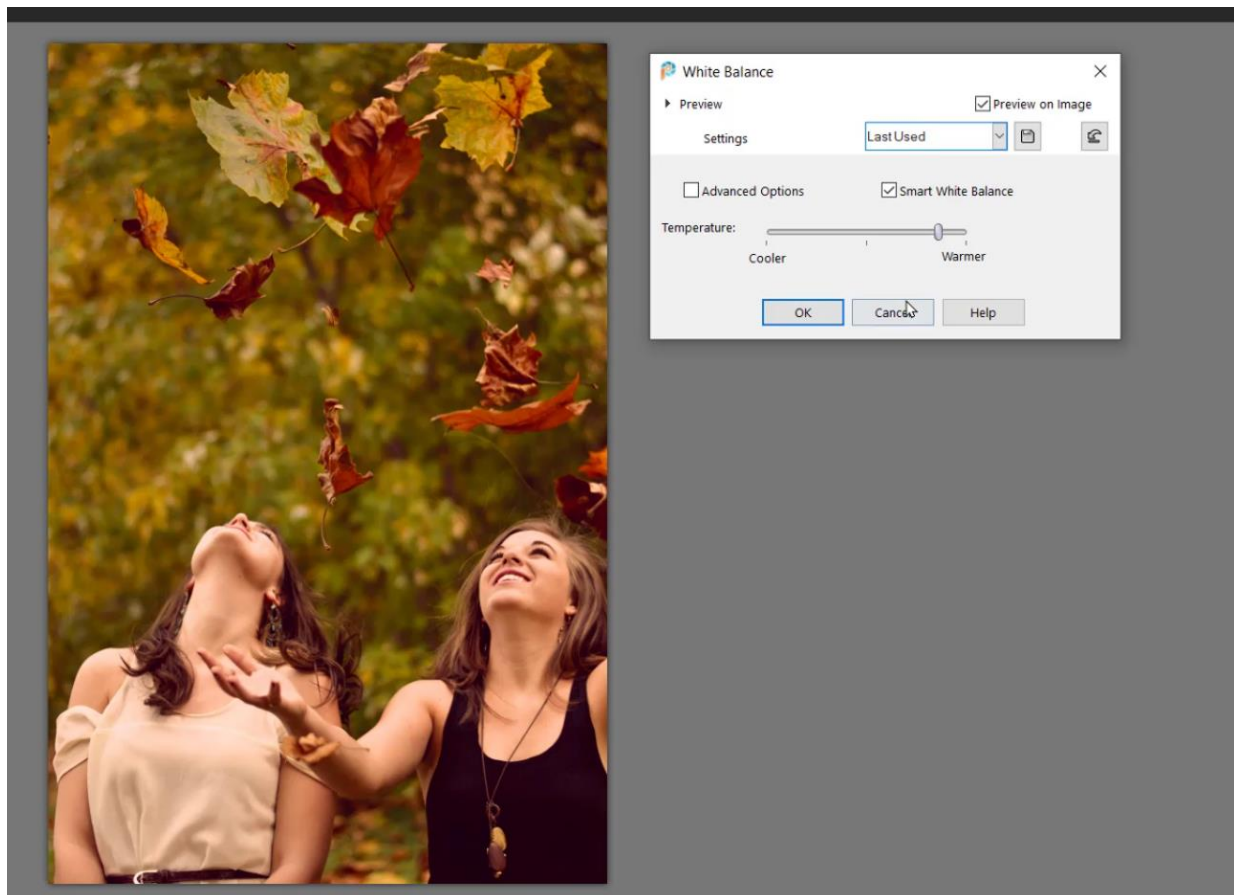 White Balance
Preview
Preview on Image
Settings
Last Used
Advanced Options
Smart White Balance
Temperature:
Cooler
Warmer
OK
Cancel
Help